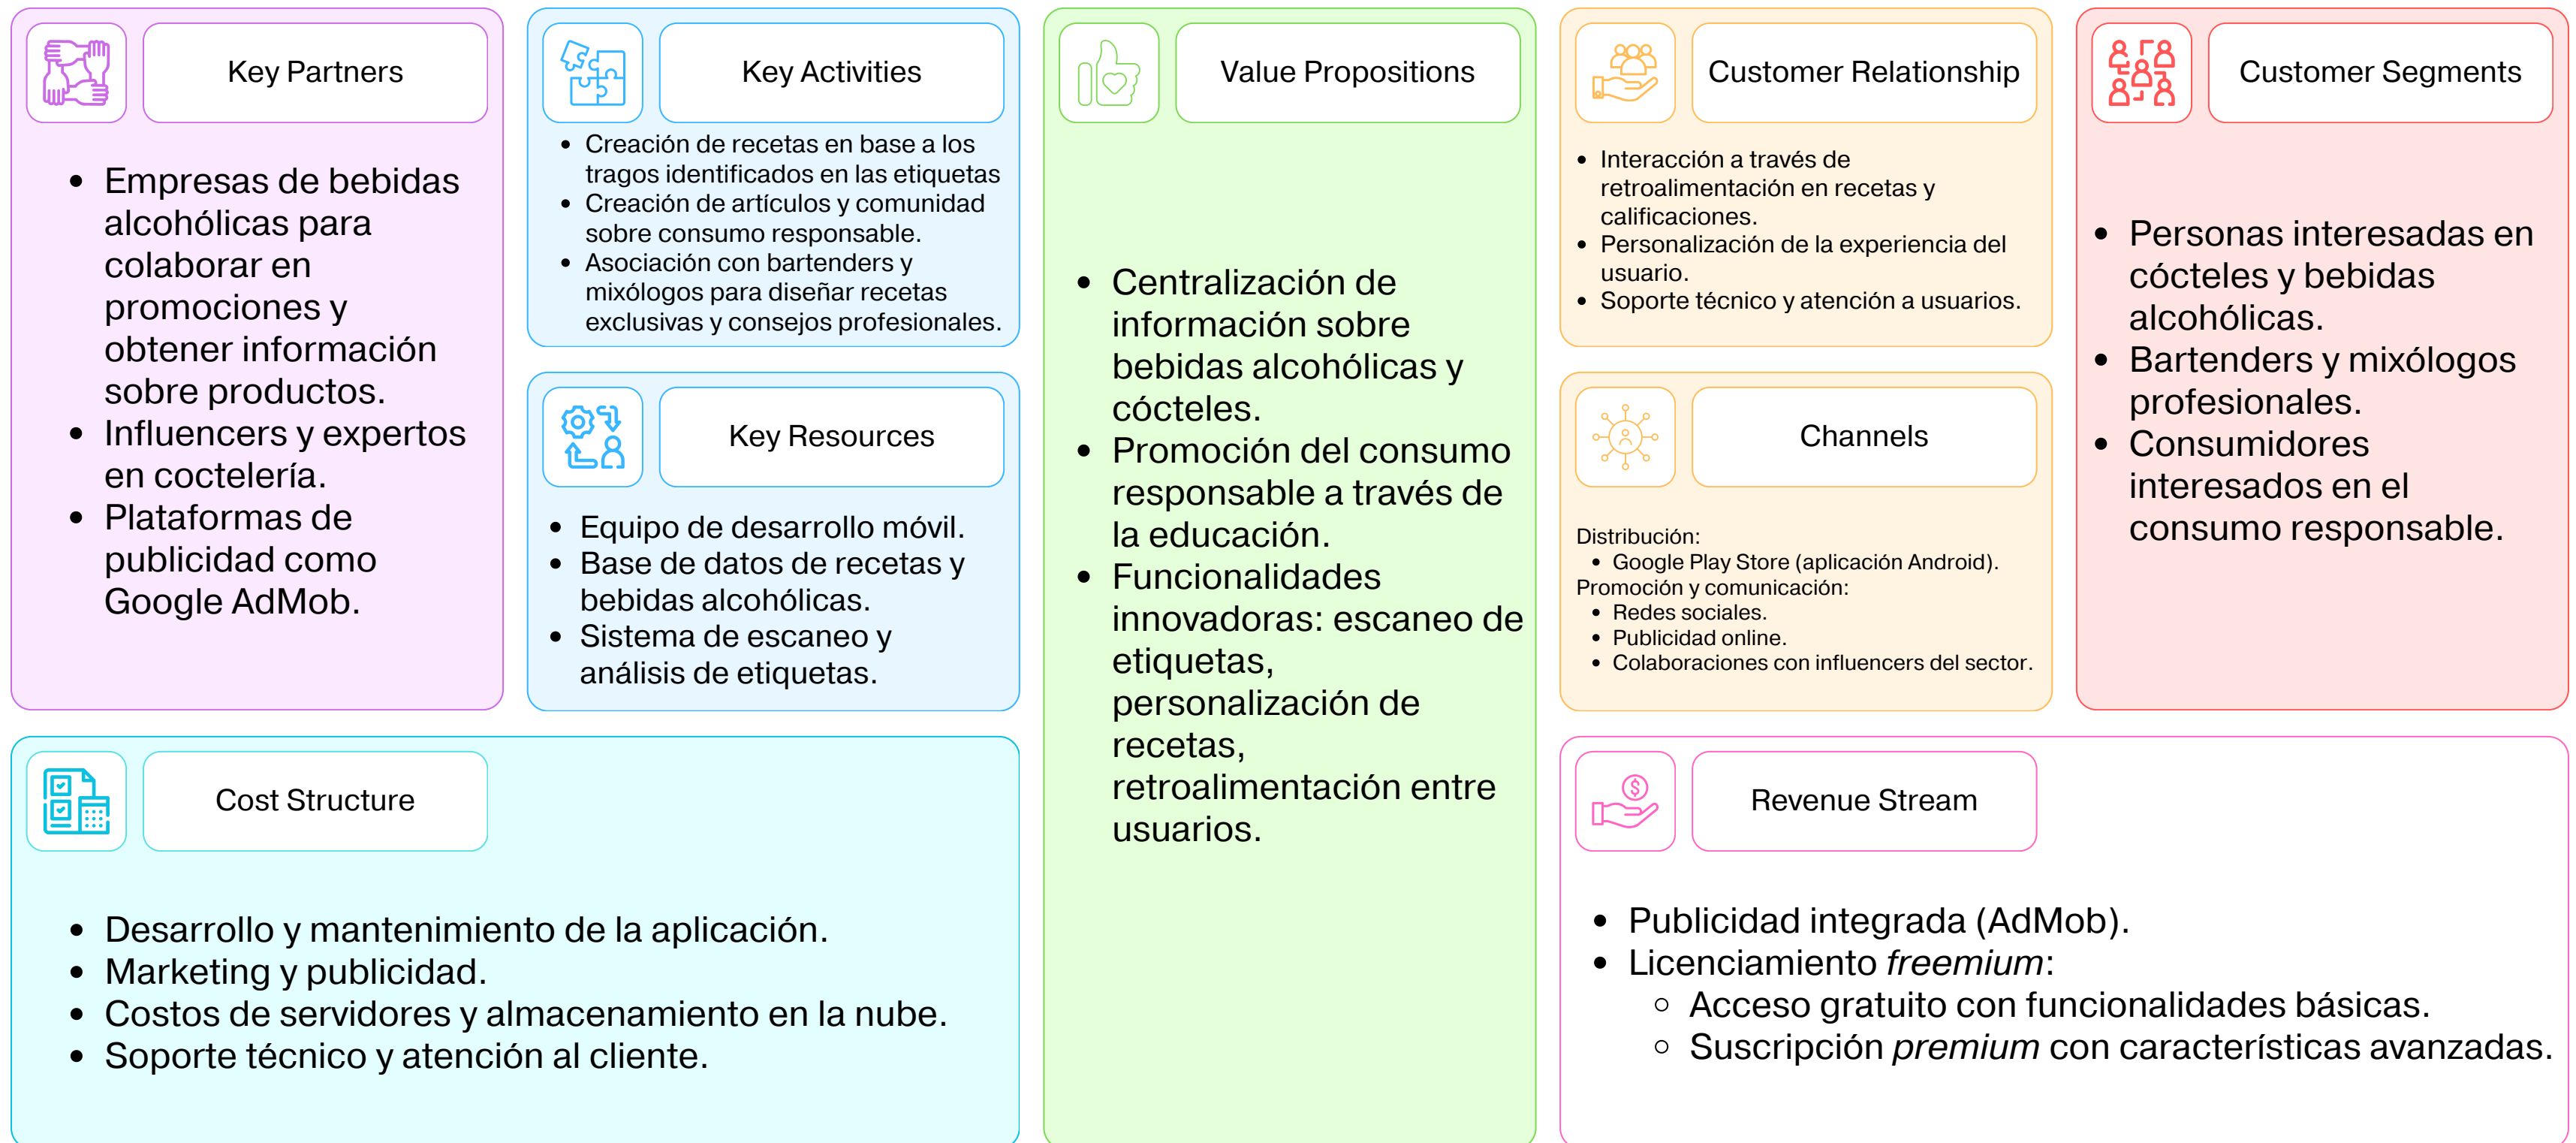 Key Partners
• Empresas de bebidas
alcohólicas para
colaborar en
promociones y
obtener información
sobre productos.
• Influencers y expertos
en coctelería.
• Plataformas de
publicidad como
Google AdMob.
Key Activities
• Creación de recetas en base a los
tragos identificados en las etiquetas
• Creación de artículos y comunidad
sobre consumo responsable.
• Asociación con bartenders y
mixólogos para diseñar recetas
exclusivas y consejos profesionales.
Key Resources
• Equipo de desarrollo móvil.
• Base de datos de recetas y
bebidas alcohólicas.
• Sistema de escaneo y
análisis de etiquetas.
Value Propositions
• Centralización de
información sobre
bebidas alcohólicas y
cócteles.
• Promoción del consumo
responsable a través de
la educación.
• Funcionalidades
innovadoras: escaneo de
etiquetas,
personalización de
recetas,
retroalimentación entre
usuarios.
Customer Relationship
• Interacción a través de
retroalimentación en recetas y
calificaciones.
• Personalización de la experiencia del
usuario.
• Soporte técnico y atención a usuarios.
Channels
Distribución:
• Google Play Store (aplicación Android).
Promoción y comunicación:
• Redes sociales.
• Publicidad online.
• Colaboraciones con influencers del sector.
Customer Segments
• Personas interesadas en
cócteles y bebidas
alcohólicas.
• Bartenders y mixólogos
profesionales.
• Consumidores
interesados en el
consumo responsable.
Cost Structure
• Desarrollo y mantenimiento de la aplicación.
• Marketing y publicidad.
• Costos de servidores y almacenamiento en la nube.
• Soporte técnico y atención al cliente.
Revenue Stream
• Publicidad integrada (AdMob).
• Licenciamiento freemium:
○ Acceso gratuito con funcionalidades básicas.
○ Suscripción premium con características avanzadas.